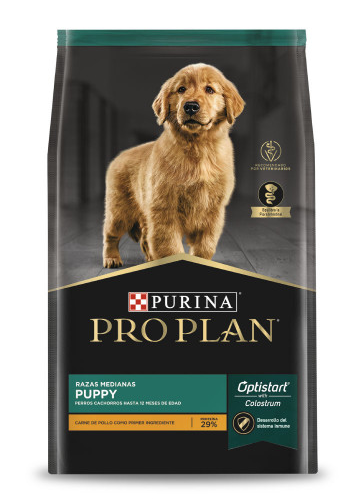 RECOMENDADO
POR VETERINARIOS
PURINA
PRO PLAN
RAZAS MEDIANAS
PUPPY
PERROS CACHORROS HASTA 12 MESES DE EDAD
CARNE DE POLLO COMO PRIMER INGREDIENTE
PROTEÍNA
29%
Optistart®
with
Colostrum
Desarrollo del
sistema inmune